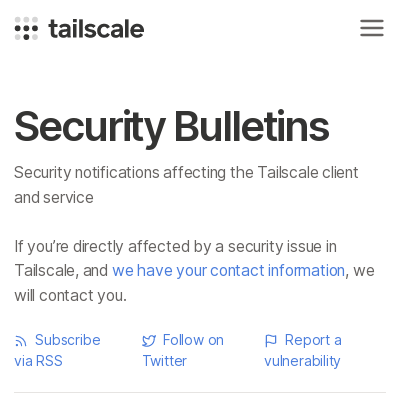 tailscale
Security Bulletins
Security notifications affecting the Tailscale client
and service
If you’re directly affected by a security issue in
Tailscale, and we have your contact information, we
will contact you.
Subscribe via RSS
Follow on Twitter
Report a vulnerability